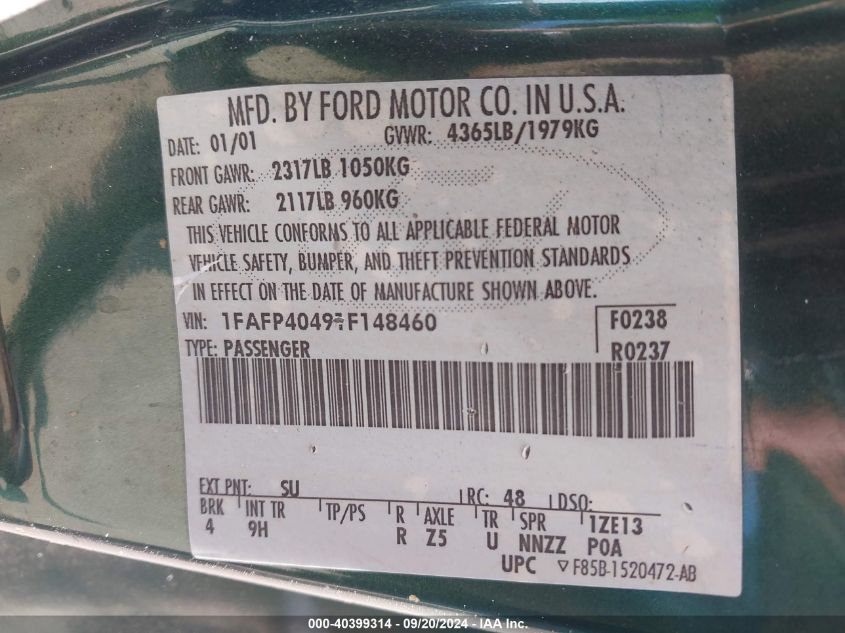 MFD. BY FORD MOTOR CO. IN U.S.A.
DATE: 01/01 GVWR: 4365LB/1979KG
FRONT GAWR: 2317LB 1050KG
REAR GAWR: 2117LB 960KG
THIS VEHICLE CONFORMS TO ALL APPLICABLE FEDERAL MOTOR
VEHICLE SAFETY, BUMPER, AND THEFT PREVENTION STANDARDS
IN EFFECT ON THE DATE OF MANUFACTURE SHOWN ABOVE.
VIN: 1FAFP40491F148460 F0238
TYPE: PASSENGER R0237
EXT PNT: SU RC: 48 DSO:
BRK INT TR TP/PS R AXLE TR SPR 1ZE13
4 9H R Z5 U NNZZ POA
UPC ▽F85B-1520472-AB
000-40399314 - 09/20/2024 - IAA Inc.